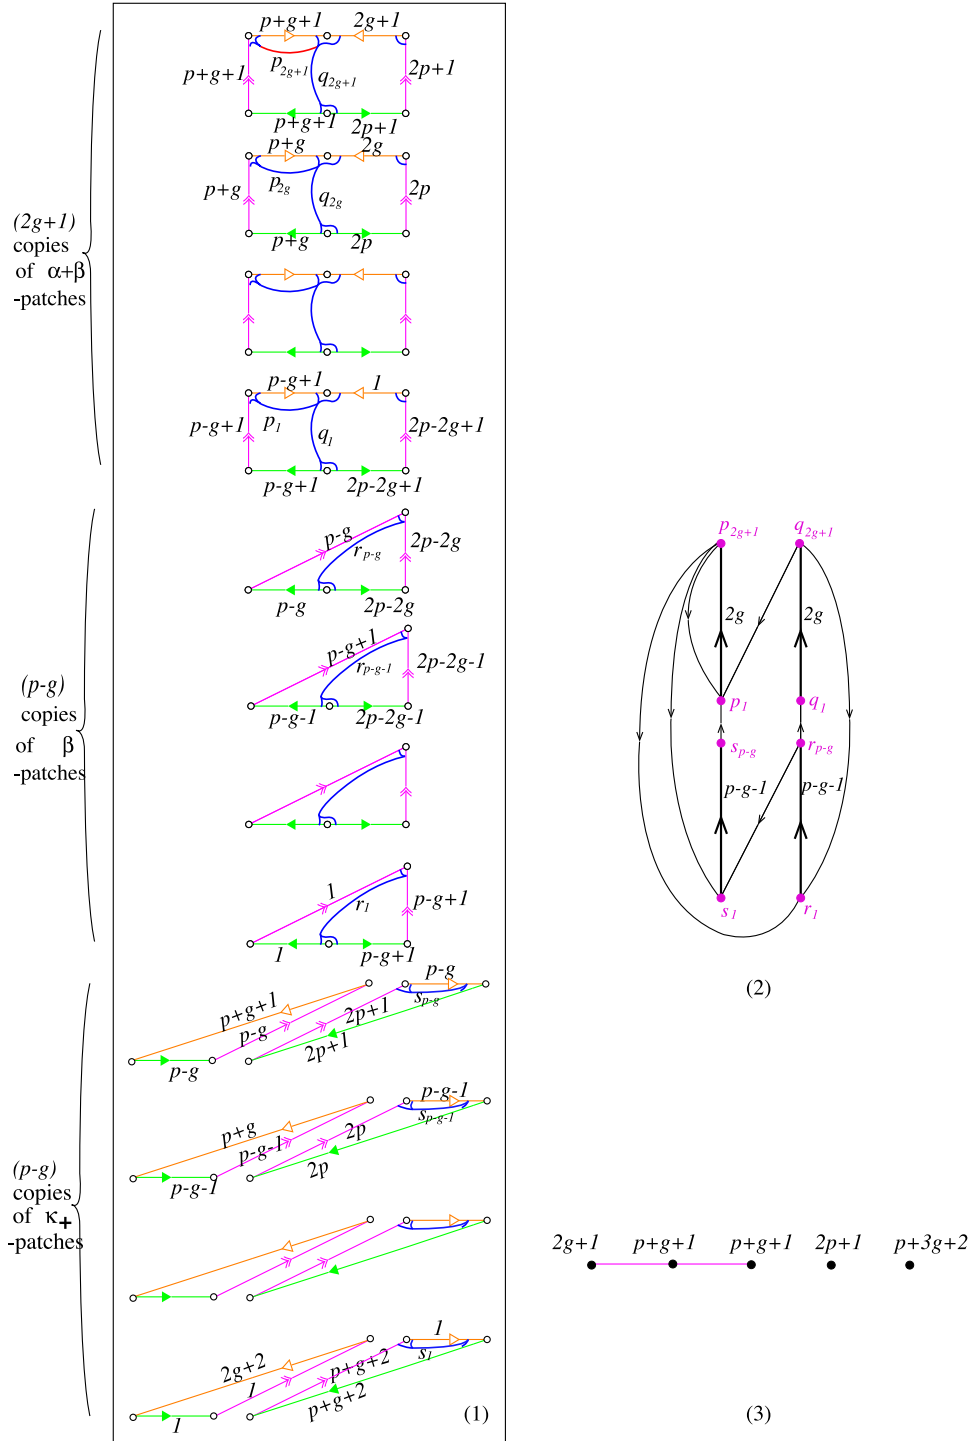 p+g+1 2g+1
p+g+1 p2g+1 q2g+1 2p+1
p+g+1 2p+1
p+g 2g
p+g p2g q2g 2p
p+g 2p
(2g+1)
copies
of α+β
-patches
p-g+1 1
p-g+1 p1 q1 2p-2g+1
p-g+1 2p-2g+1
p-g rp-g 2p-2g
p-g 2p-2g
p-g+1 rp-g-1 2p-2g-1
p-g-1 2p-2g-1
(p-g)
copies
of β
-patches
1 r1 p-g+1
1 p-g+1
p-g
p+g+1 p-g 2p+1 sp-g
p-g 2p+1
p-g-1
p+g p-g-1 2p sp-g-1
p-g-1 2p
(p-g)
copies
of κ+
-patches
1
2g+2 1 p+g+2 s1
1 p+g+2
(1)
p2g+1 q2g+1
2g 2g
p1 q1
sp-g rp-g
p-g-1 p-g-1
s1 r1
(2)
2g+1 p+g+1 p+g+1 2p+1 p+3g+2
(3)